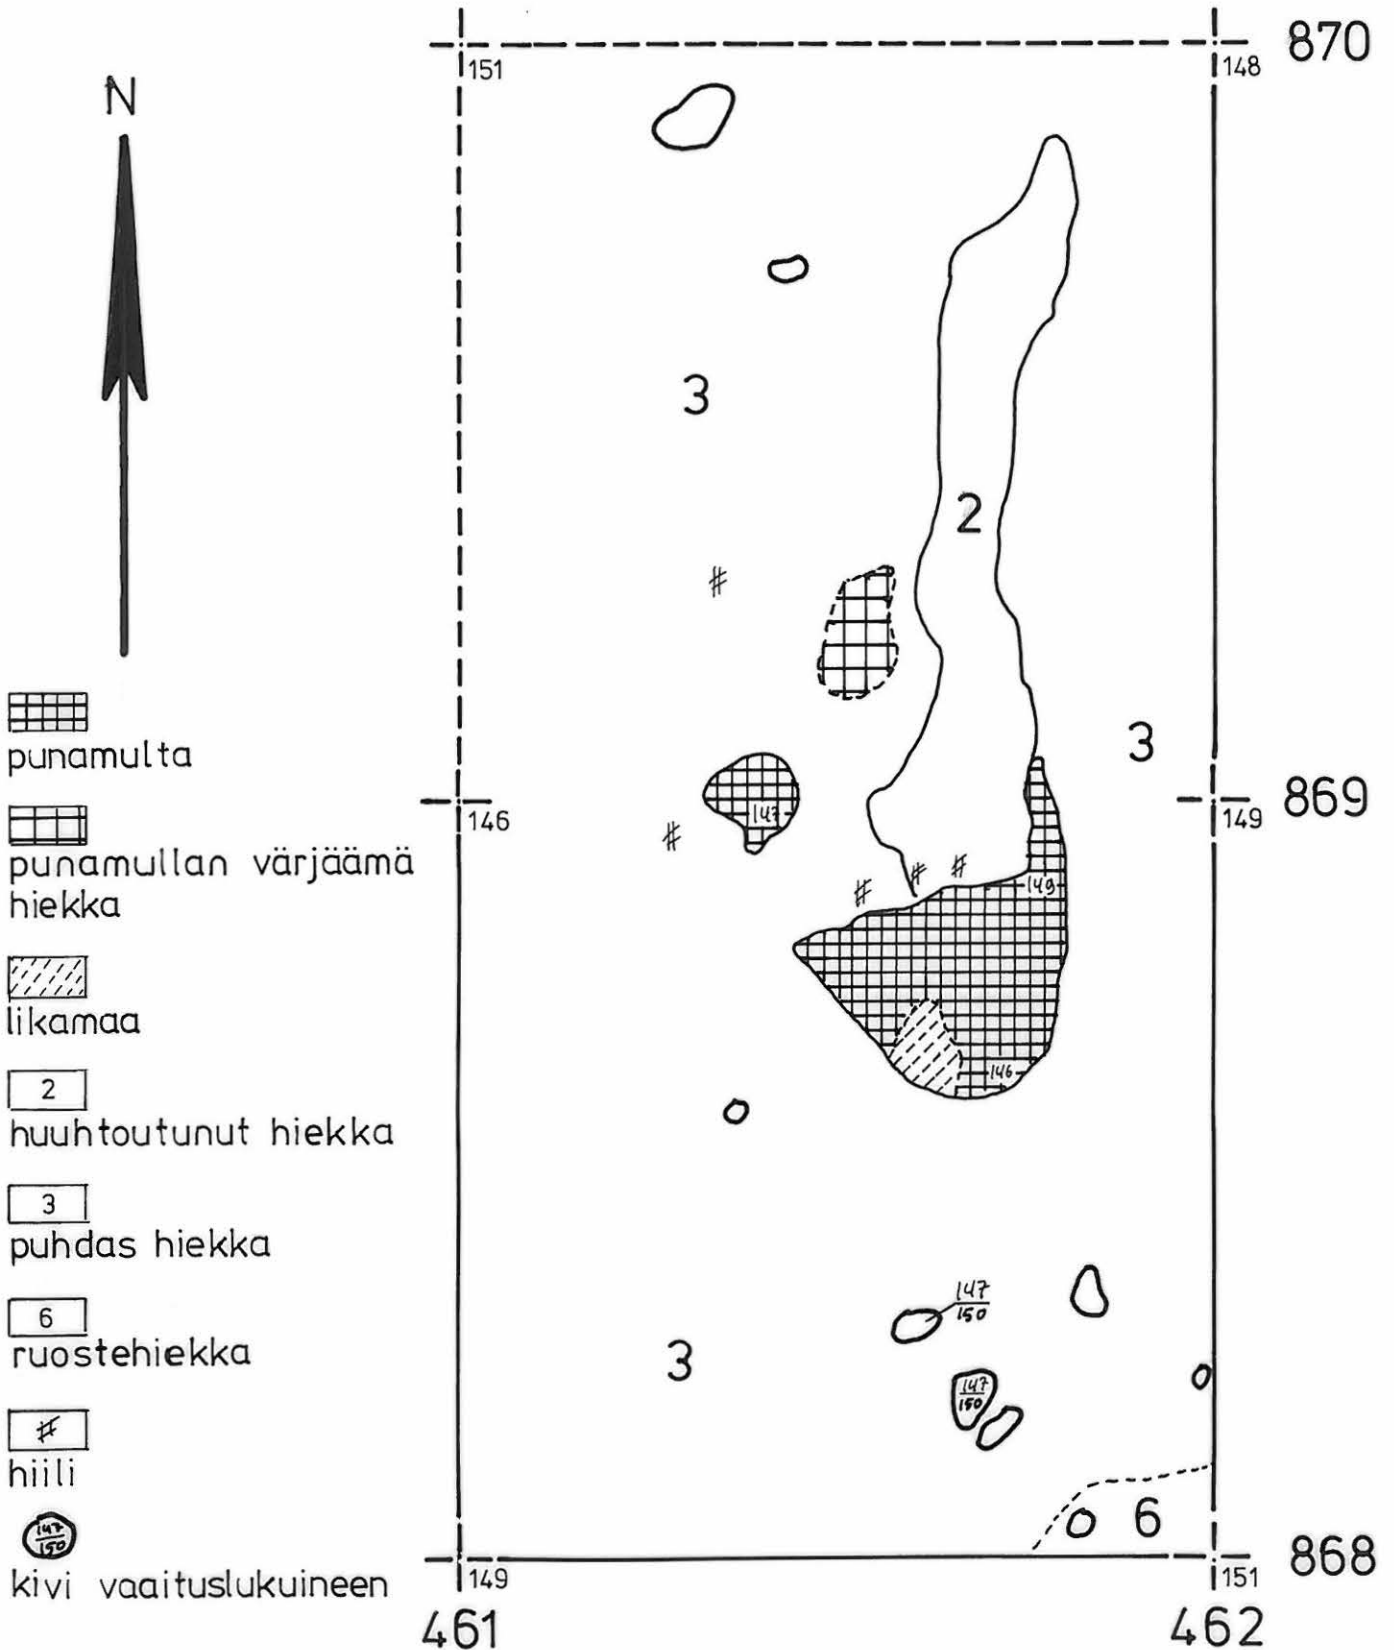 870
151
148
N
3
2
punamulta
3
869
146
147
149
punamullan värjäämä
hiekka
149
likamaa
146
2
huuhtoutunut hiekka
3
puhdas hiekka
147
150
6
ruostehiekka
3
147
150
#
hiili
6
147
150
kivi vaaituslukuineen
868
149
151
461
462